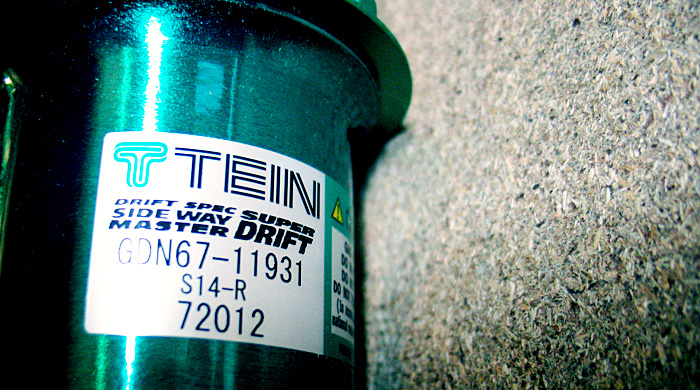 TEIN
DRIFT SPEC SUPER
SIDE WAY DRIFT
MASTER
GDN67-11931
S14-R
72012